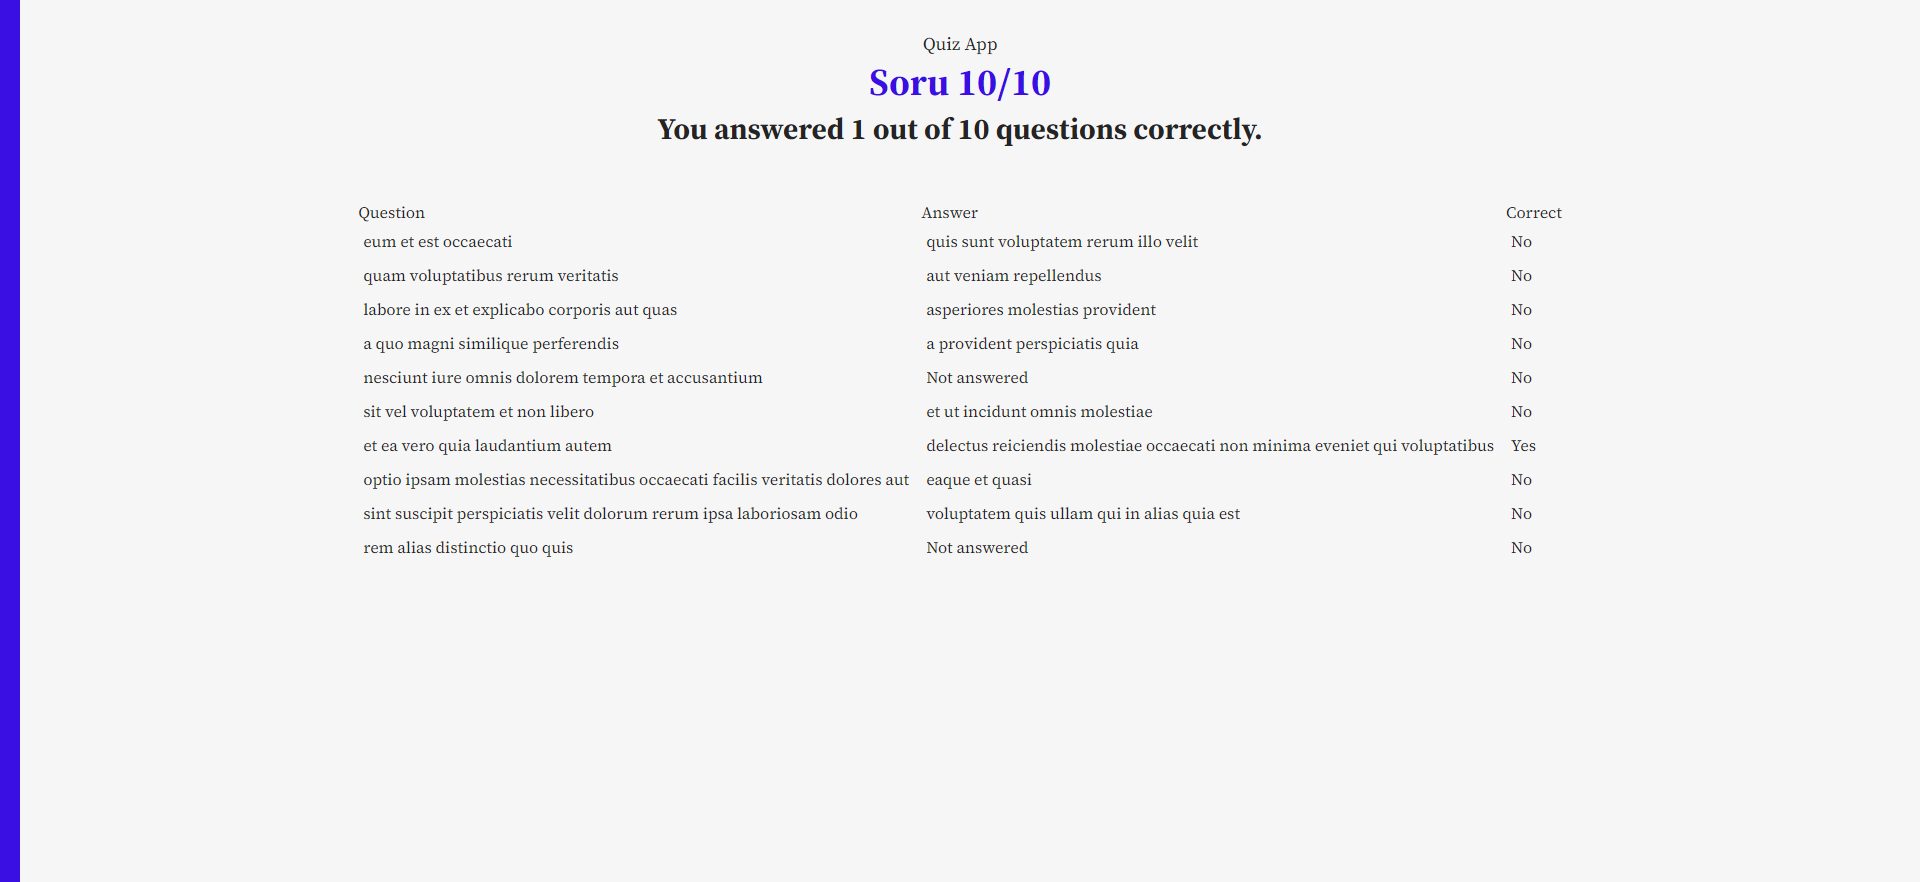 Quiz App
Soru 10/10
You answered 1 out of 10 questions correctly.
Question Answer Correct
eum et est occaecati quis sunt voluptatem rerum illo velit No
quam voluptatibus rerum veritatis aut veniam repellendus No
labore in ex et explicabo corporis aut quas asperiores molestias provident No
a quo magni similique perferendis a provident perspiciatis quia No
nesciunt iure omnis dolorem tempora et accusantium Not answered No
sit vel voluptatem et non libero et ut incidunt omnis molestiae No
et ea vero quia laudantium autem delectus reiciendis molestiae occaecati non minima eveniet qui voluptatibus Yes
optio ipsam molestias necessitatibus occaecati facilis veritatis dolores aut eaque et quasi No
sint suscipit perspiciatis velit dolorum rerum ipsa laboriosam odio voluptatem quis ullam qui in alias quia est No
rem alias distinctio quo quis Not answered No